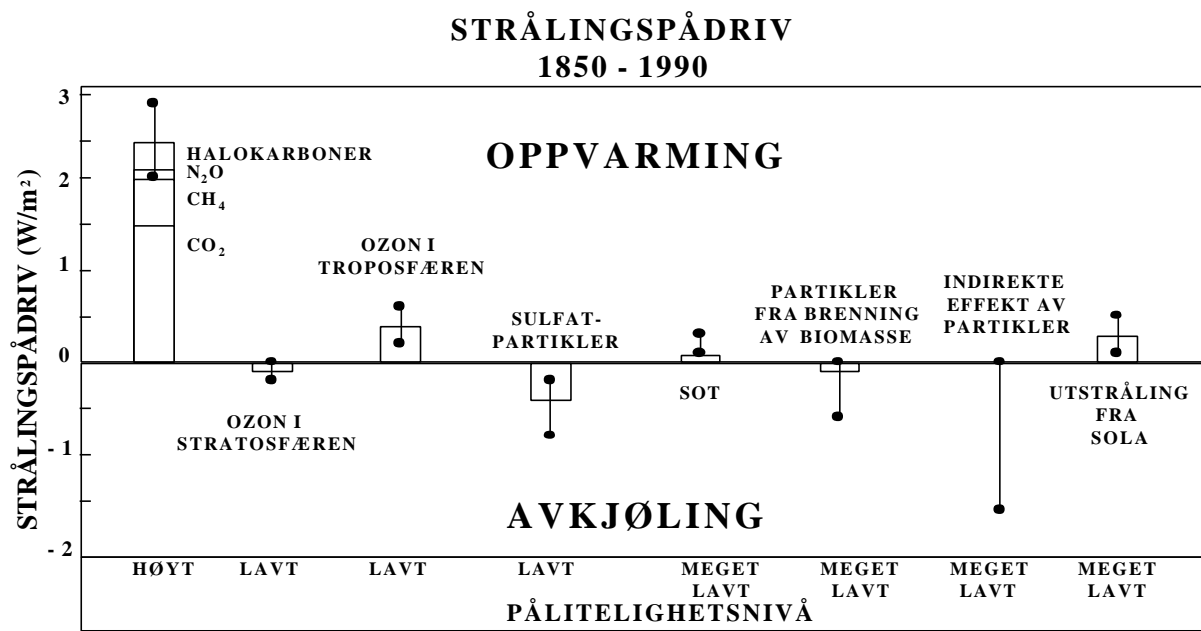 STRÅLINGSPÅDRIV
1850 - 1990
STRÅLINGSPÅDRIV (W/m²)
3
2
1
0
- 1
- 2
OPPVARMING
HALOKARBONER
N₂O
CH₄
CO₂
OZON I
STRATOSFÆREN
OZON I
TROPOSFÆREN
SULFAT-
PARTIKLER
SOT
PARTIKLER
FRA BRENNING
AV BIOMASSE
INDIREKTE
EFFEKT AV
PARTIKLER
UTSTRÅLING
FRA
SOLA
AVKJØLING
HØYT
LAVT
LAVT
LAVT
MEGET
LAVT
MEGET
LAVT
MEGET
LAVT
MEGET
LAVT
PÅLITELIGHETSNIVÅ